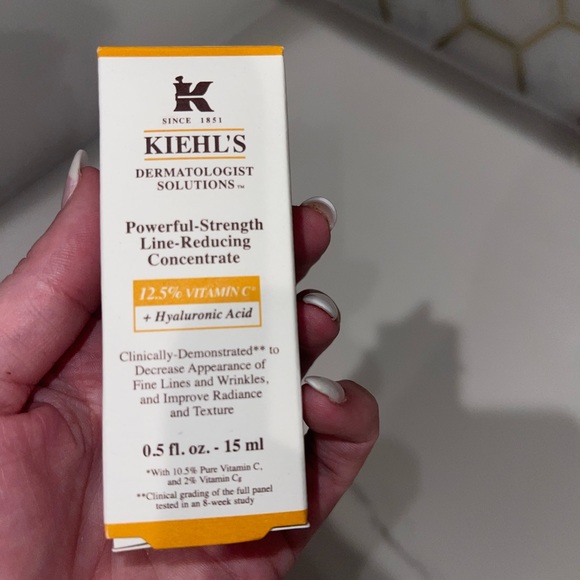 K
SINCE 1851
KIEHL'S
DERMATOLOGIST
SOLUTIONS™
Powerful-Strength
Line-Reducing
Concentrate
12.5% VITAMIN C*
+ Hyaluronic Acid
Clinically-Demonstrated** to
Decrease Appearance of
Fine Lines and Wrinkles,
and Improve Radiance
and Texture
0.5 fl. oz. - 15 ml
*With 10.5% Pure Vitamin C,
and 2% Vitamin Cg
**Clinical grading of the full panel
tested in an 8-week study